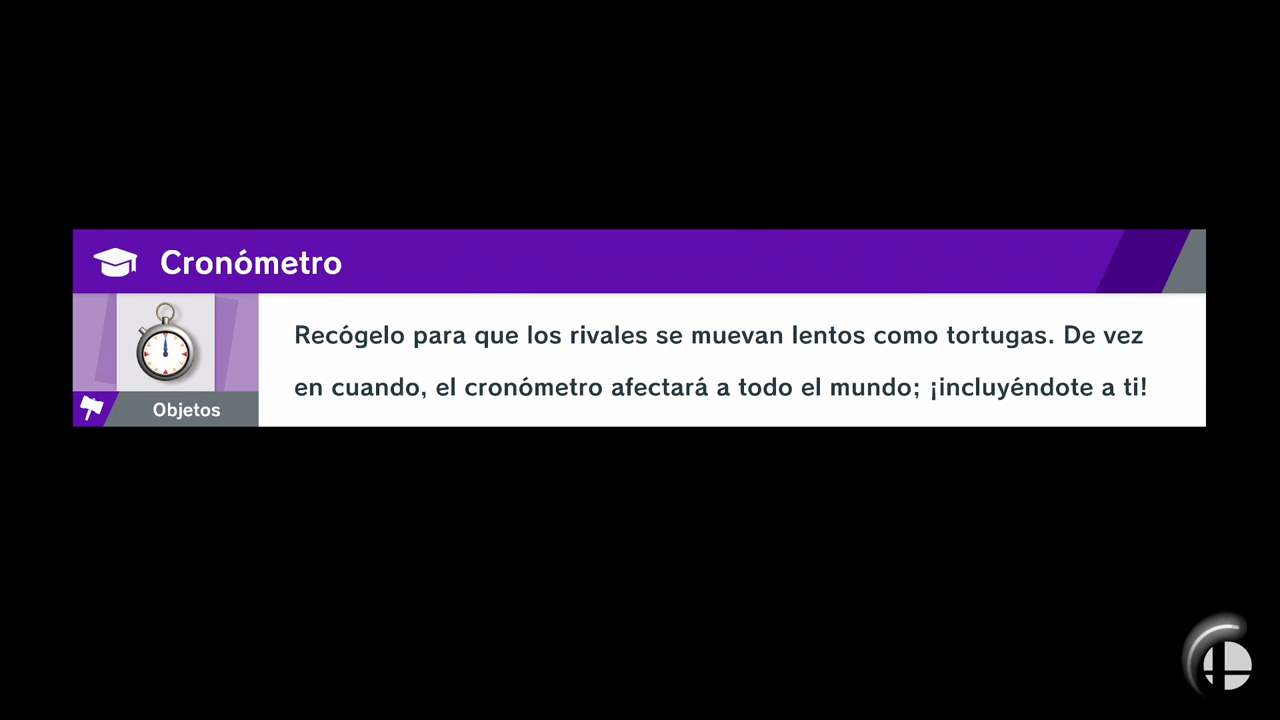 Cronómetro
Recógelo para que los rivales se muevan lentos como tortugas. De vez
en cuando, el cronómetro afectará a todo el mundo; ¡incluyéndote a ti!
Objetos